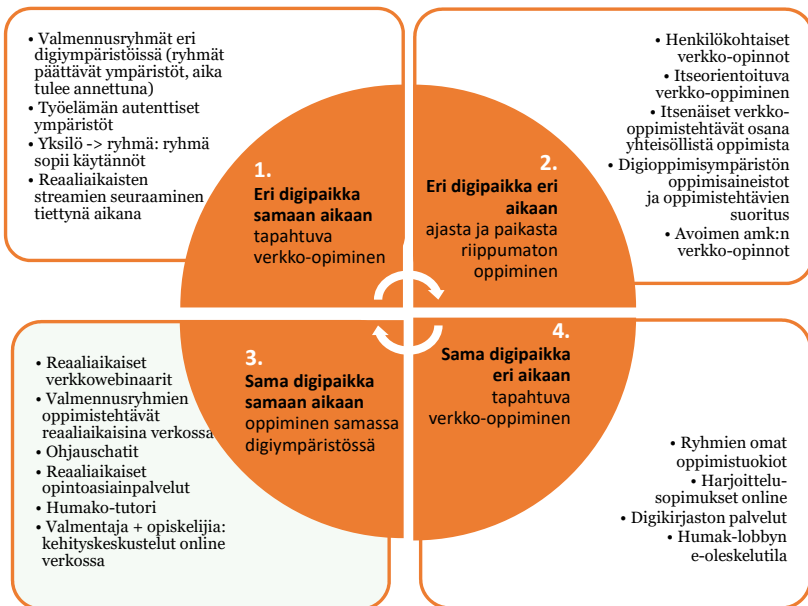 • Valmennusryhmät eri
digiympäristöissä (ryhmät
päättävät ympäristöt, aika
tulee annettuna)
• Työelämän autenttiset
ympäristöt
• Yksilö -> ryhmä: ryhmä
sopii käytännöt
• Reaaliaikaisten
streamien seuraaminen
tiettynä aikana
1.
Eri digipaikka
samaan aikaan
tapahtuva
verkko-opiminen
2.
Eri digipaikka eri
aikaan
ajasta ja paikasta
riippumaton
oppiminen
• Henkilökohtaiset
verkko-opinnot
• Itseorientoituva
verkko-oppiminen
• Itsenäiset verkko-
oppimistehtävät osana
yhteisöllistä oppimista
• Digioppimisympäristön
oppimisaineistot
ja oppimistehtävien
suoritus
• Avoimen amk:n
verkko-opinnot
• Reaaliaikaiset
verkkowebinaarit
• Valmennusryhmien
oppimistehtävät
reaaliaikaisina verkossa
• Ohjauschatit
• Reaaliaikaiset
opintoasiainpalvelut
• Humako-tutori
• Valmentaja + opiskelijia:
kehityskeskustelut online
verkossa
3.
Sama digipaikka
samaan aikaan
oppiminen samassa
digiympäristössä
4.
Sama digipaikka
eri aikaan
tapahtuva
verkko-oppiminen
• Ryhmien omat
oppimistuokiot
• Harjoittelu-
sopimukset online
• Digikirjaston palvelut
• Humak-lobbyn
e-oleskelutila